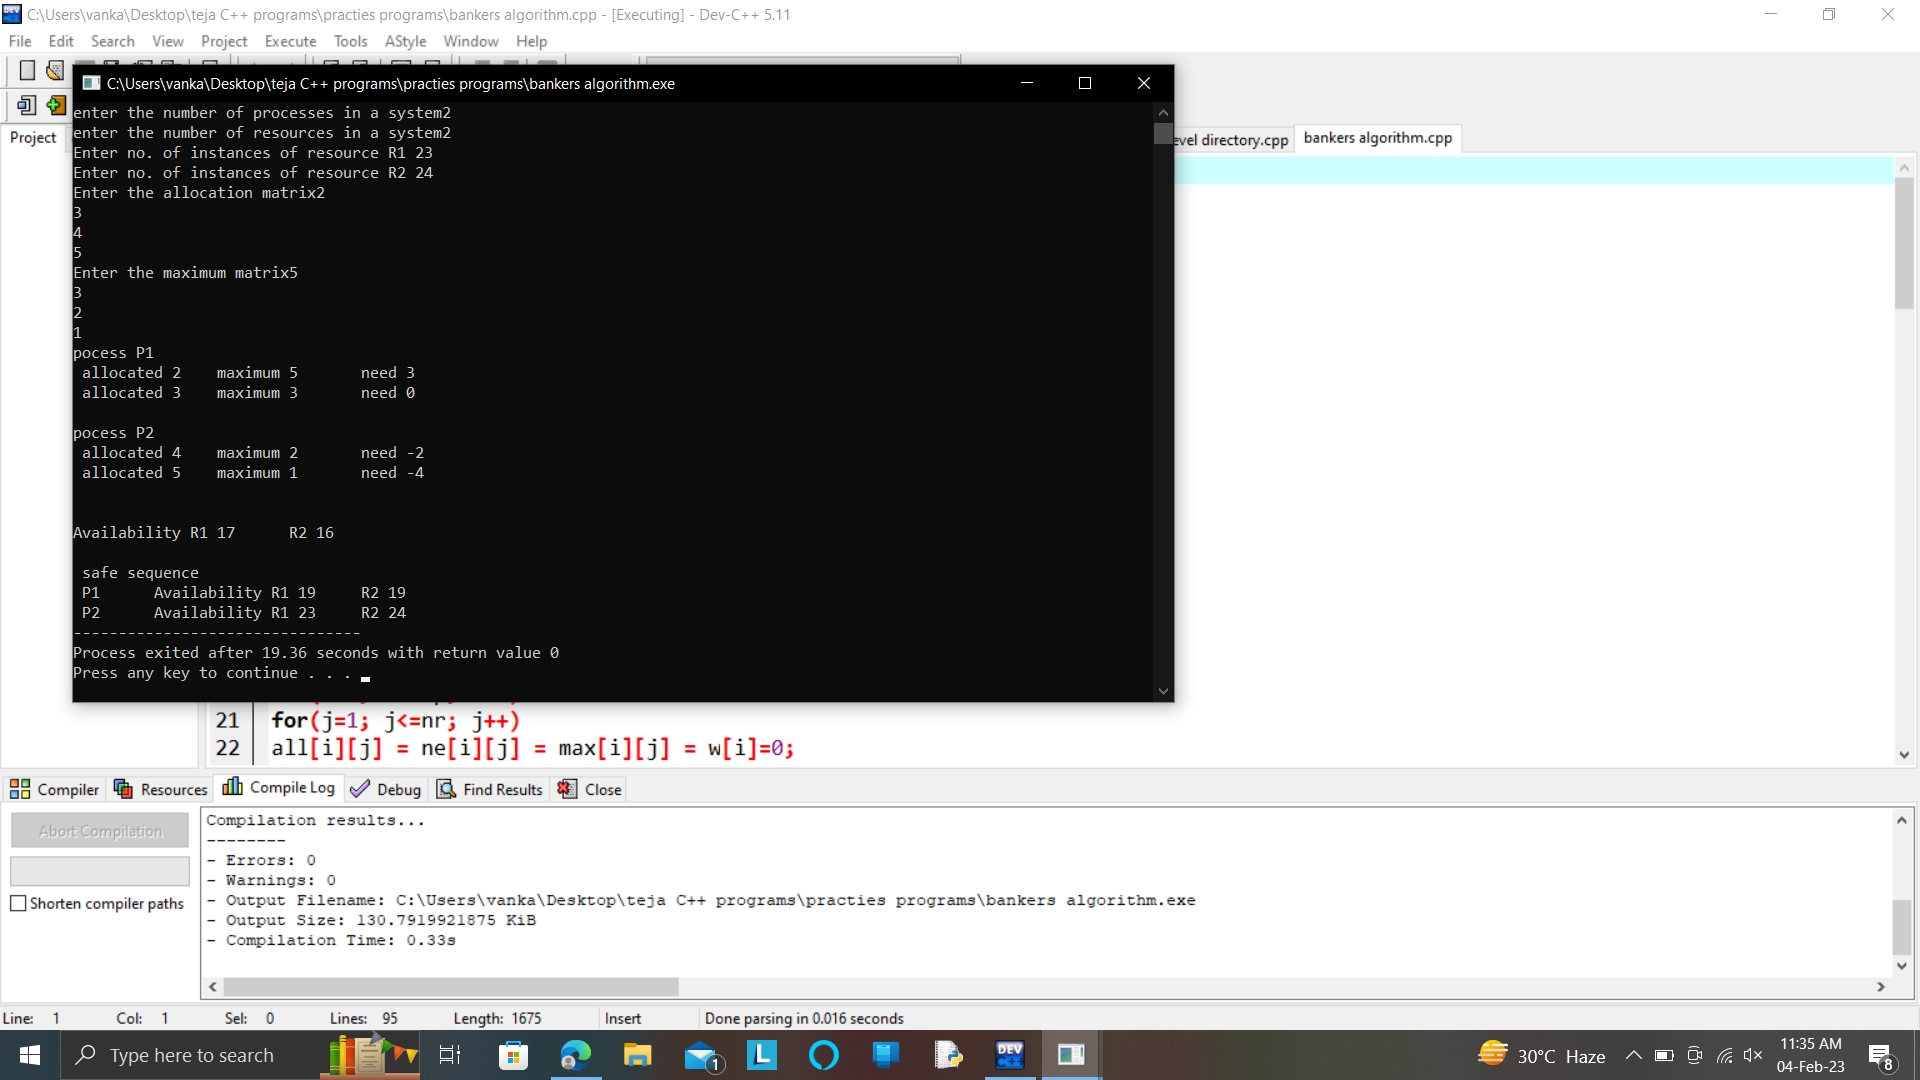 C:\Users\vanka\Desktop\teja C++ programs\practies programs\bankers algorithm.cpp - [Executing] - Dev-C++ 5.11
File Edit Search View Project Execute Tools AStyle Window Help
C:\Users\vanka\Desktop\teja C++ programs\practies programs\bankers algorithm.exe
Project
evel directory.cpp bankers algorithm.cpp
enter the number of processes in a system2
enter the number of resources in a system2
Enter no. of instances of resource R1 23
Enter no. of instances of resource R2 24
Enter the allocation matrix2
3
4
5
Enter the maximum matrix5
3
2
1
pocess P1
allocated 2 maximum 5 need 3
allocated 3 maximum 3 need 0
pocess P2
allocated 4 maximum 2 need -2
allocated 5 maximum 1 need -4
Availability R1 17 R2 16
safe sequence
P1 Availability R1 19 R2 19
P2 Availability R1 23 R2 24
--------------------------------
Process exited after 19.36 seconds with return value 0
Press any key to continue . . .
21 for(j=1; j<=nr; j++)
22 all[i][j] = ne[i][j] = max[i][j] = w[i]=0;
Compiler Resources Compile Log Debug Find Results Close
Abort Compilation
Shorten compiler paths
Compilation results...
--------
- Errors: 0
- Warnings: 0
- Output Filename: C:\Users\vanka\Desktop\teja C++ programs\practies programs\bankers algorithm.exe
- Output Size: 130.7919921875 KiB
- Compilation Time: 0.33s
Line: 1 Col: 1 Sel: 0 Lines: 95 Length: 1675 Insert Done parsing in 0.016 seconds
Type here to search
1
L
DEV C++
30°C Haze
11:35 AM
04-Feb-23
8